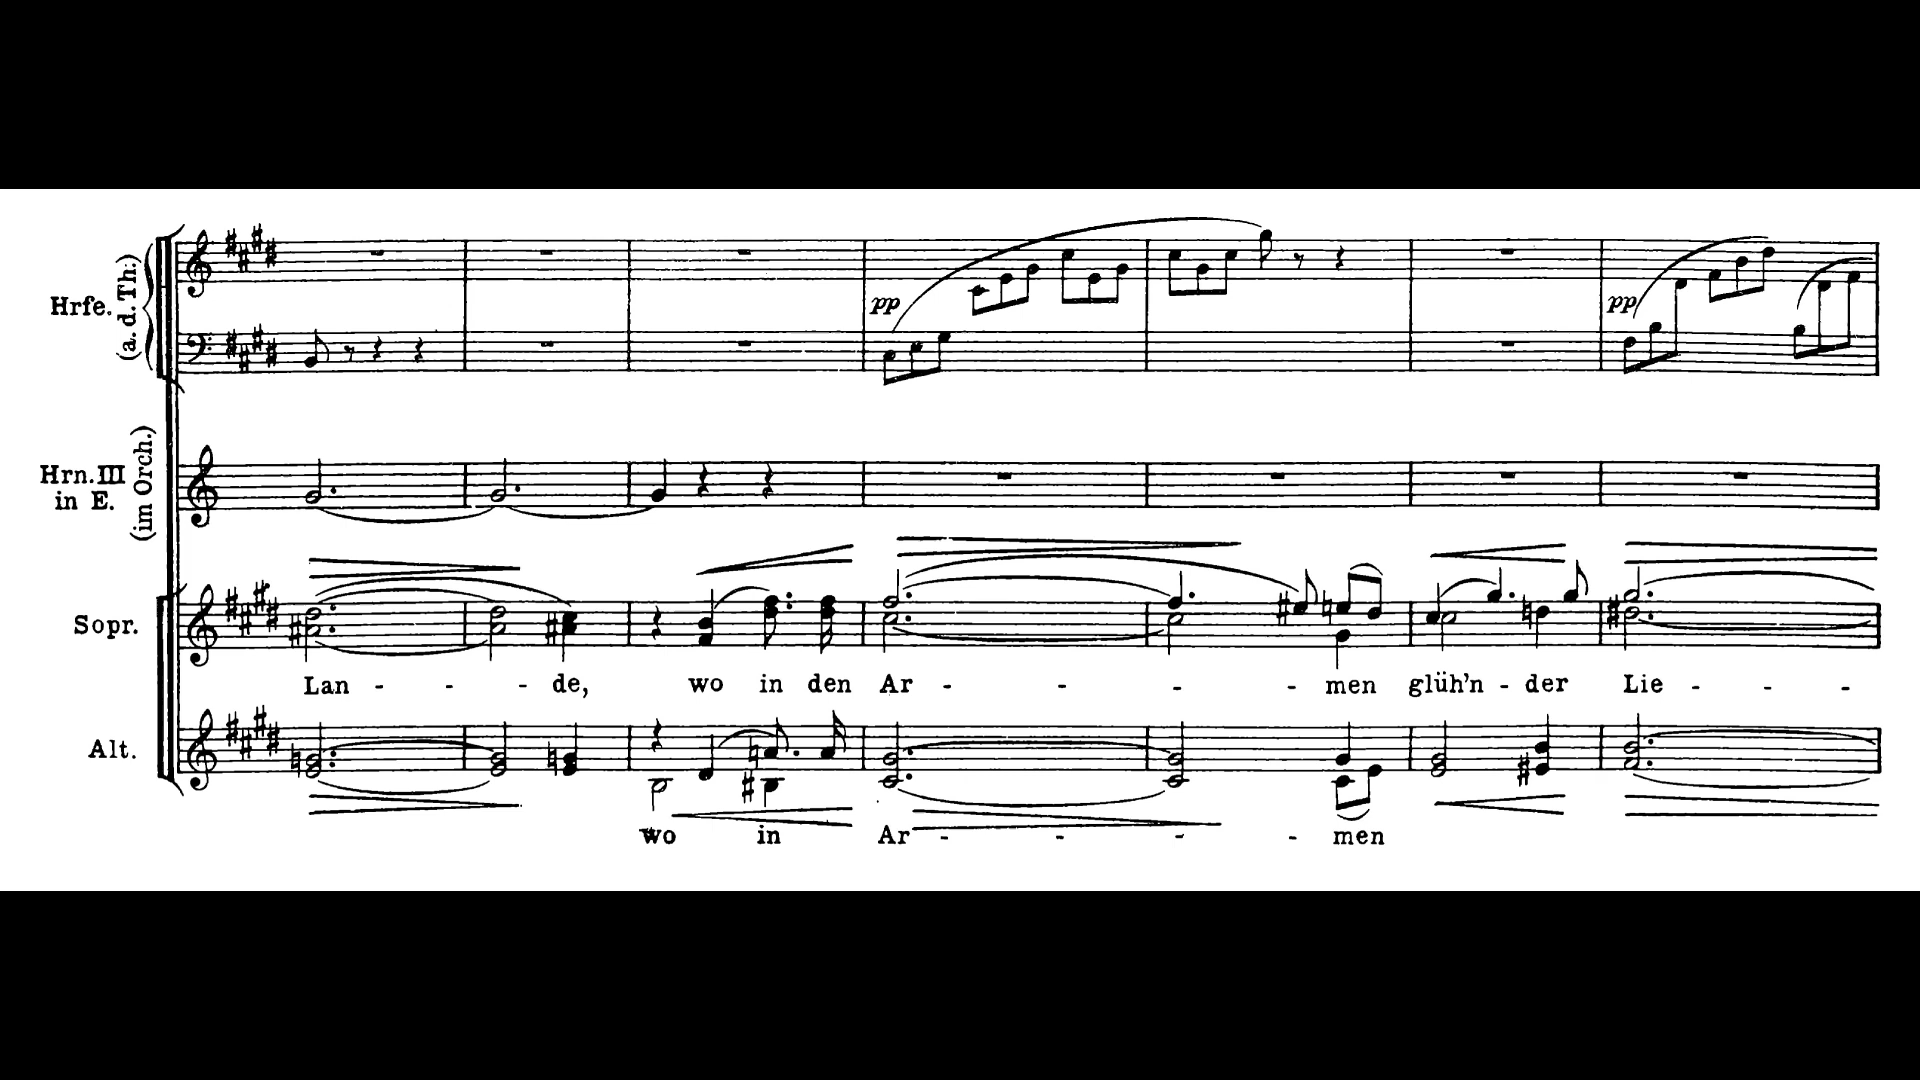 Hrfe. (a. d. Th:)
pp pp
Hrn. III in E. (im Orch.)
Sopr.
Lan - - - de, wo in den Ar - - - - men glüh'n - der Lie - - -
Alt.
wo in Ar - - - - men